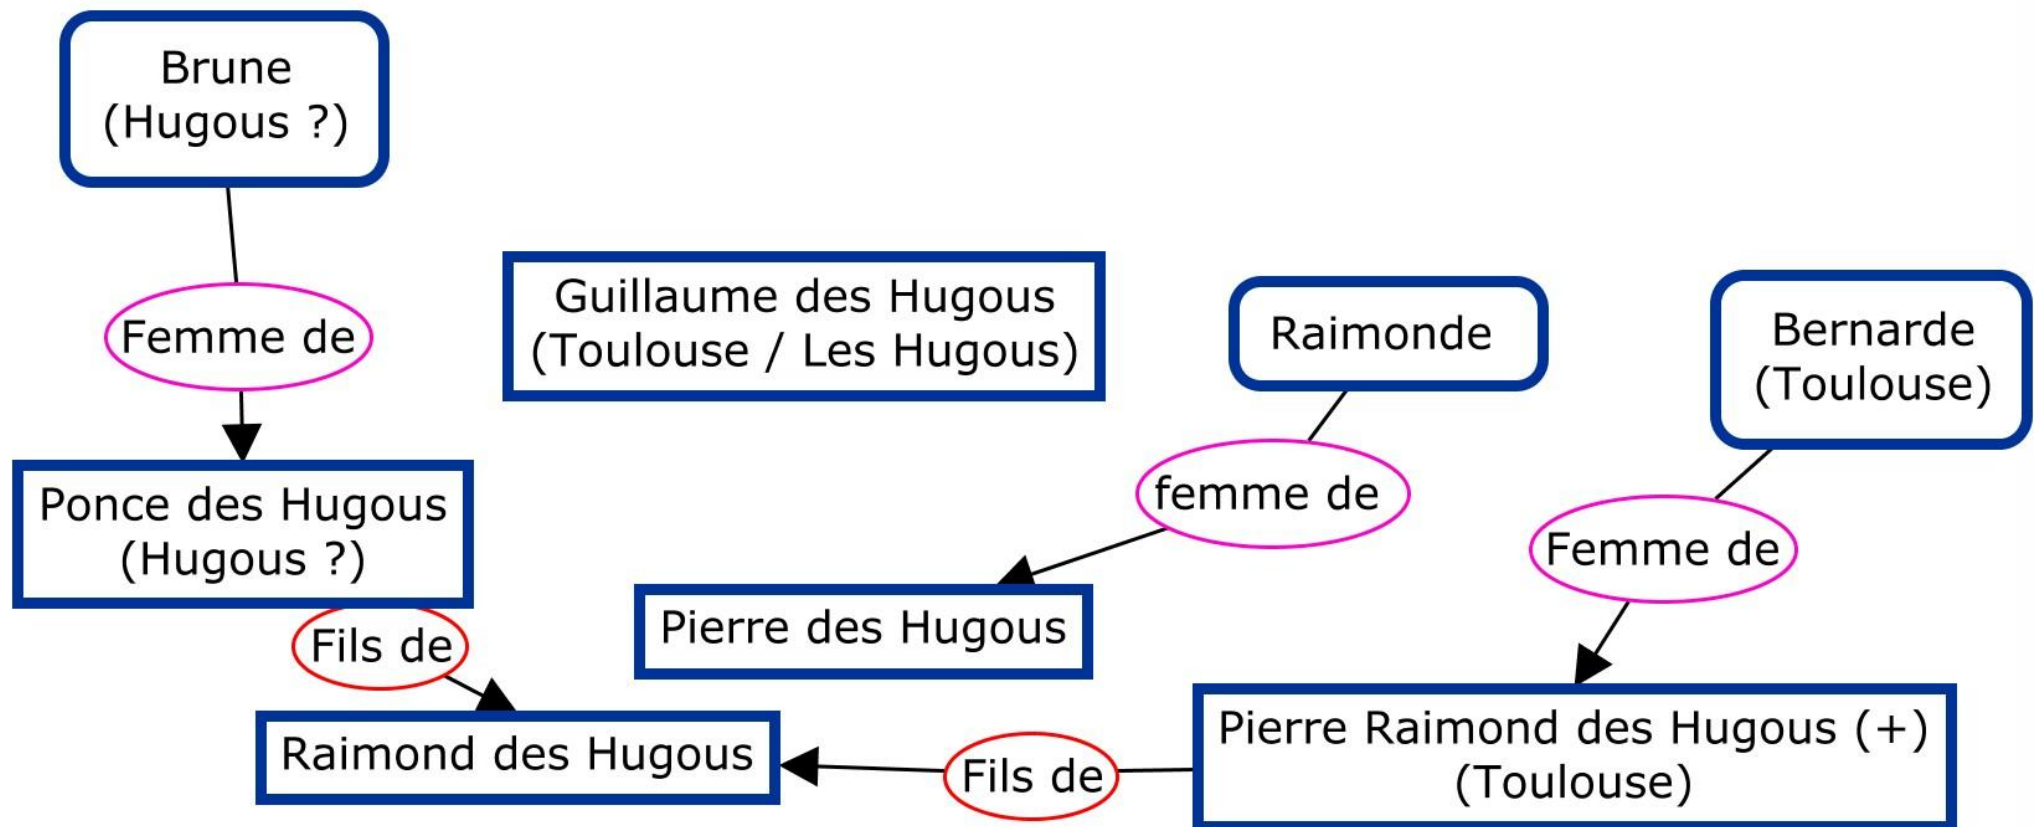 Brune
(Hugous ?)
Femme de
Guillaume des Hugous
(Toulouse / Les Hugous)
Raimonde
Bernarde
(Toulouse)
Ponce des Hugous
(Hugous ?)
femme de
Femme de
Fils de
Pierre des Hugous
Raimond des Hugous
Fils de
Pierre Raimond des Hugous (+)
(Toulouse)